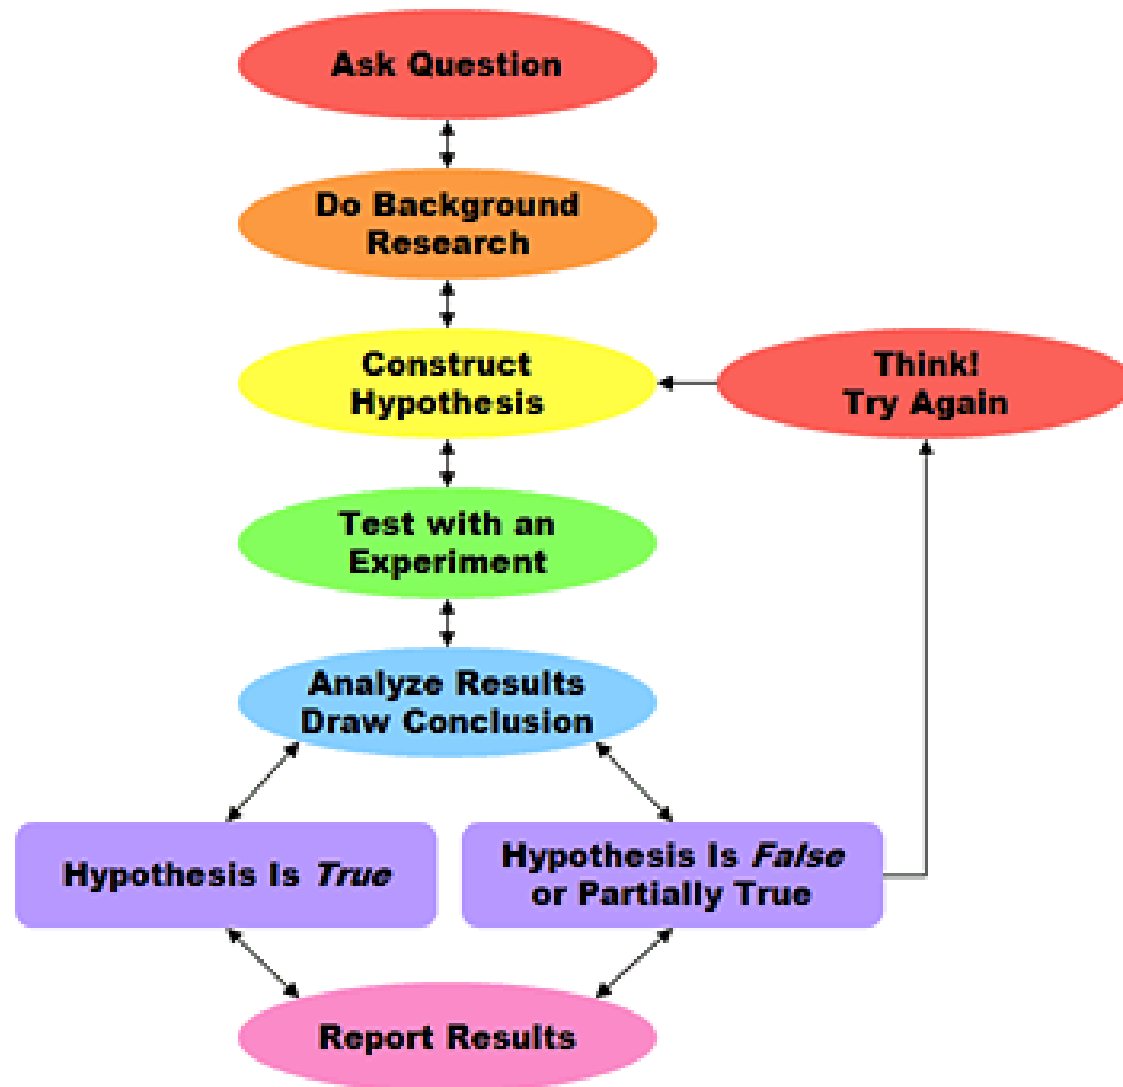 Ask Question
Do Background
Research
Construct
Hypothesis
Think!
Try Again
Test with an
Experiment
Analyze Results
Draw Conclusion
Hypothesis Is True
Hypothesis Is False
or Partially True
Report Results